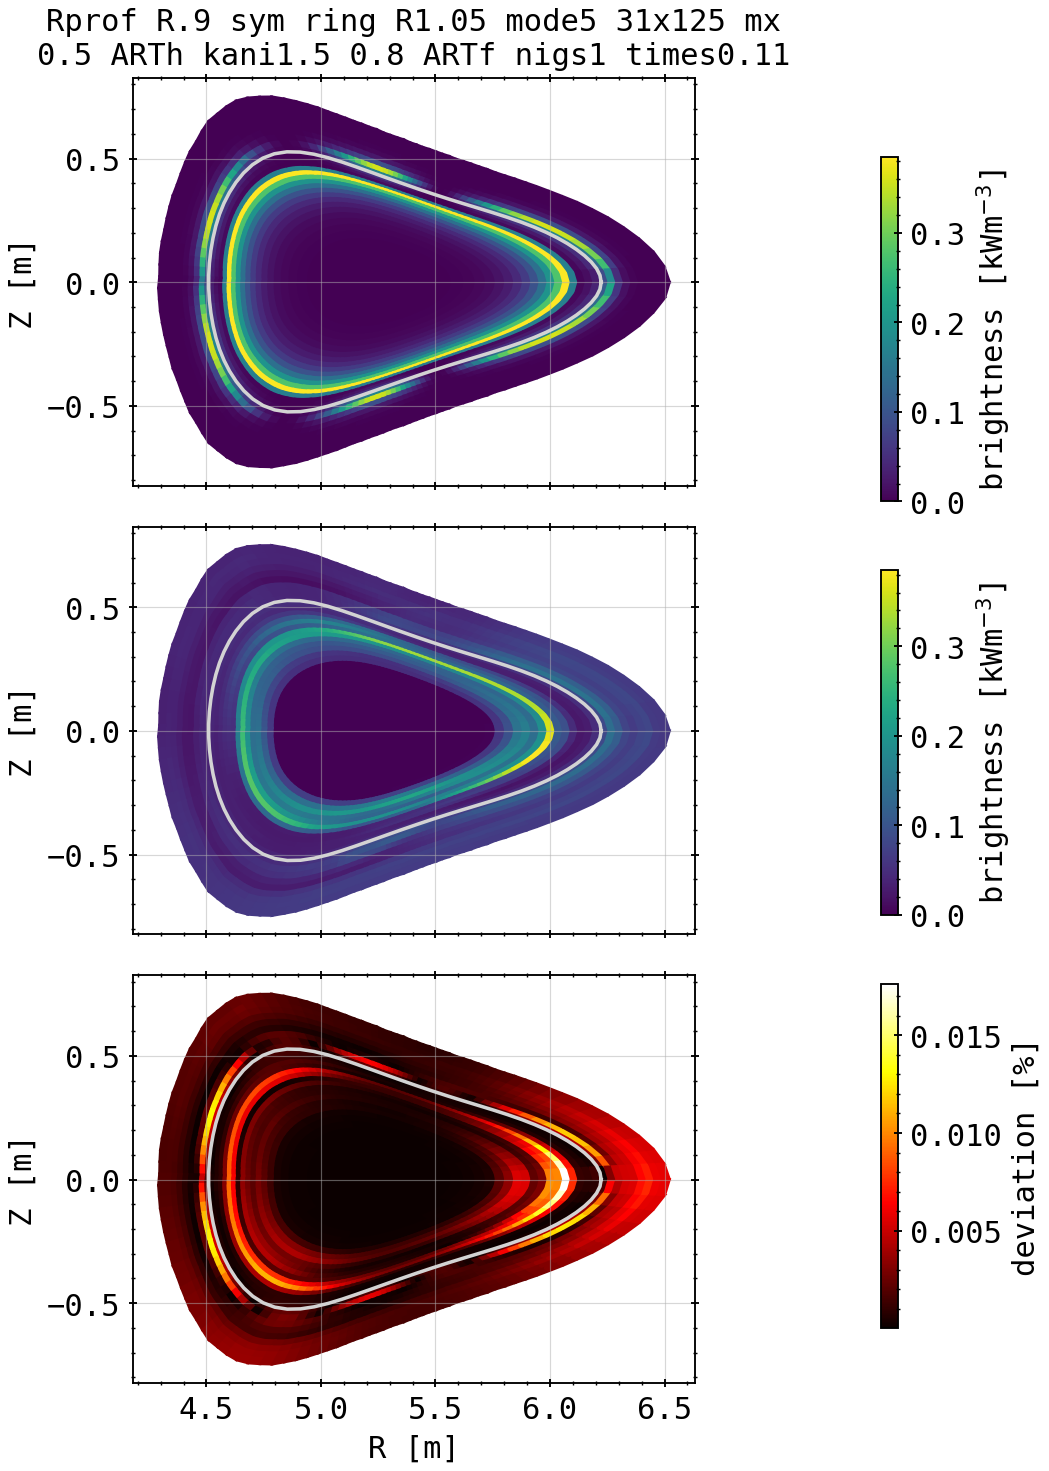 Rprof R.9 sym ring R1.05 mode5 31x125 mx
0.5 ARTh kani1.5 0.8 ARTf nigs1 times0.11
0.5
0.0
−0.5
Z [m]
0.3
0.2
0.1
0.0
brightness [kWm⁻³]
0.5
0.0
−0.5
Z [m]
0.3
0.2
0.1
0.0
brightness [kWm⁻³]
0.5
0.0
−0.5
Z [m]
0.015
0.010
0.005
deviation [%]
4.5 5.0 5.5 6.0 6.5
R [m]